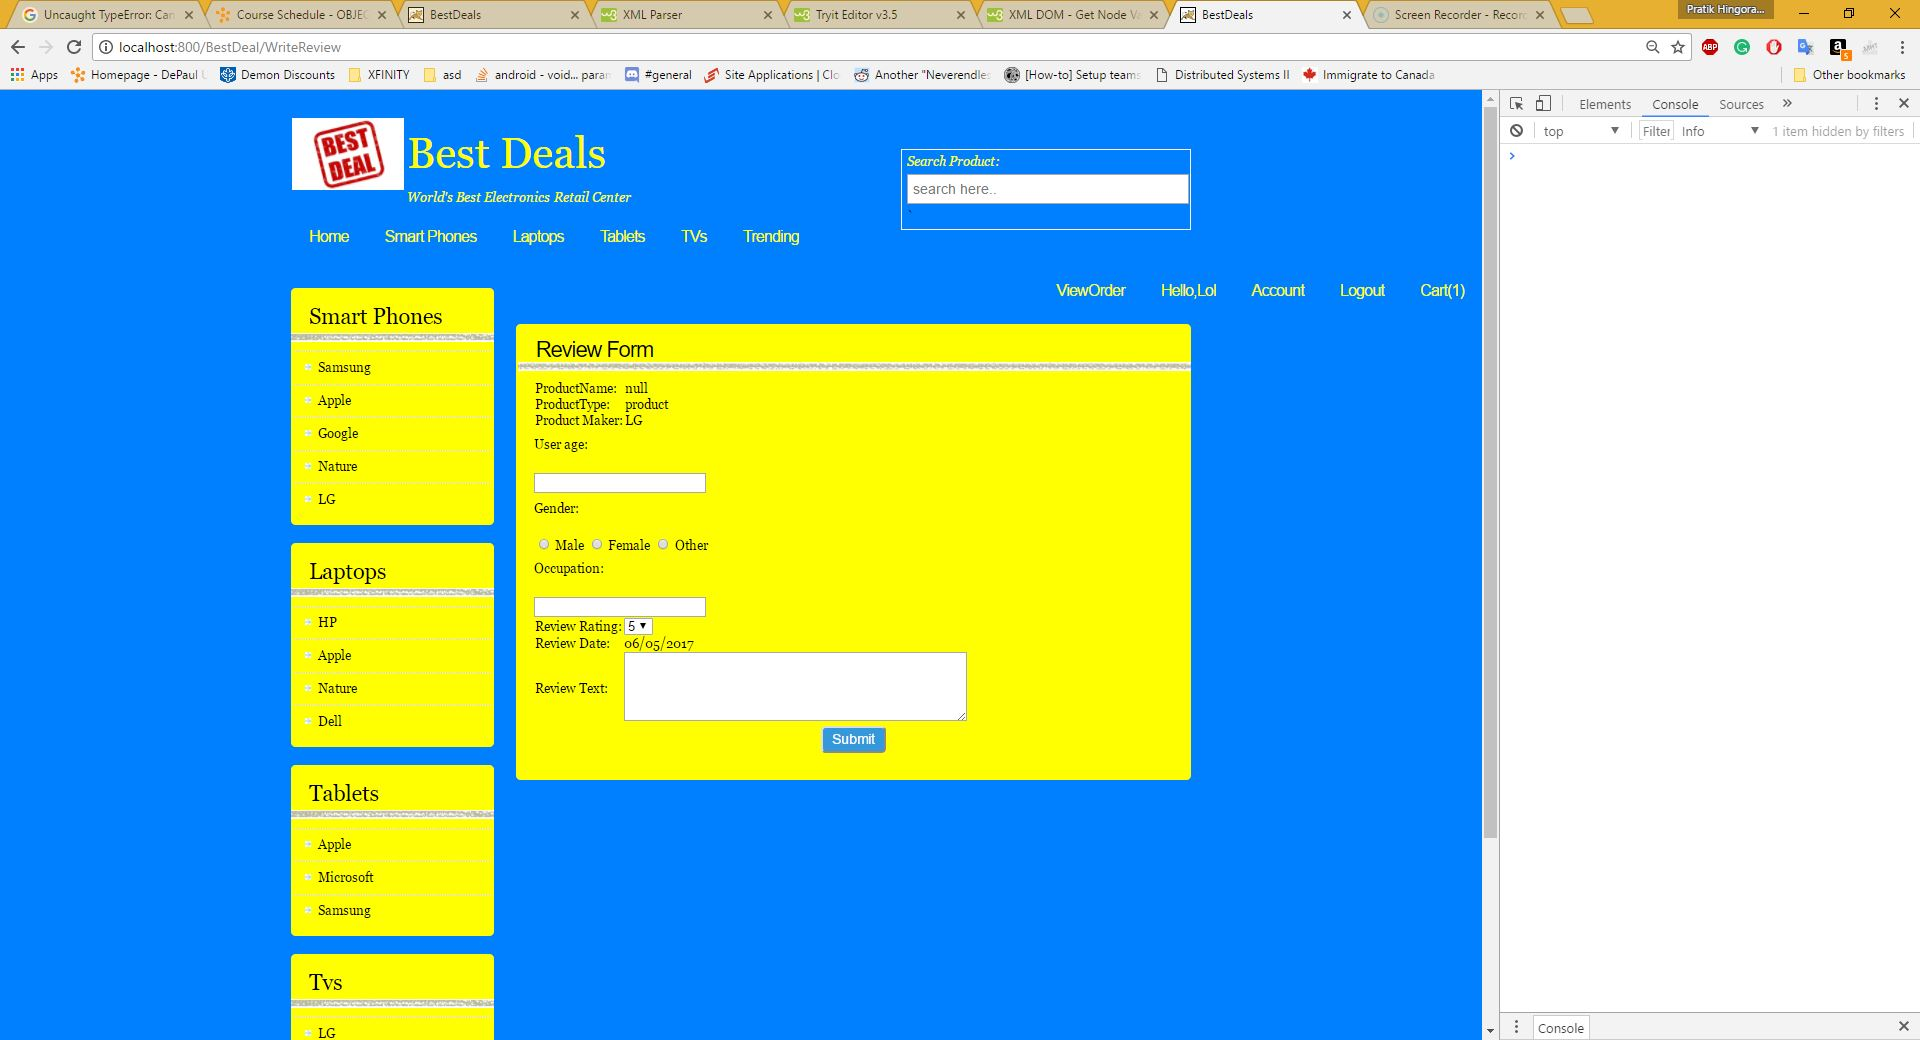 Uncaught TypeError: Can
Course Schedule - OBJEC
BestDeals
XML Parser
Tryit Editor v3.5
XML DOM - Get Node Va
BestDeals
Screen Recorder - Record
Pratik Hingora...
localhost:800/BestDeal/WriteReview
ABP
5
Apps
Homepage - DePaul U
Demon Discounts
XFINITY
asd
android - void... param
#general
Site Applications | Clo
Another "Neverendles
[How-to] Setup teams
Distributed Systems II
Immigrate to Canada
Other bookmarks
BEST DEAL
Best Deals
World's Best Electronics Retail Center
Search Product:
search here..
`
Home Smart Phones Laptops Tablets TVs Trending
ViewOrder Hello,Lol Account Logout Cart(1)
Smart Phones
Samsung
Apple
Google
Nature
LG
Laptops
HP
Apple
Nature
Dell
Tablets
Apple
Microsoft
Samsung
Tvs
LG
Review Form
ProductName: null
ProductType: product
Product Maker: LG
User age:
Gender:
Male Female Other
Occupation:
Review Rating: 5
Review Date: 06/05/2017
Review Text:
Submit
Elements Console Sources »
top Filter Info 1 item hidden by filters
Console